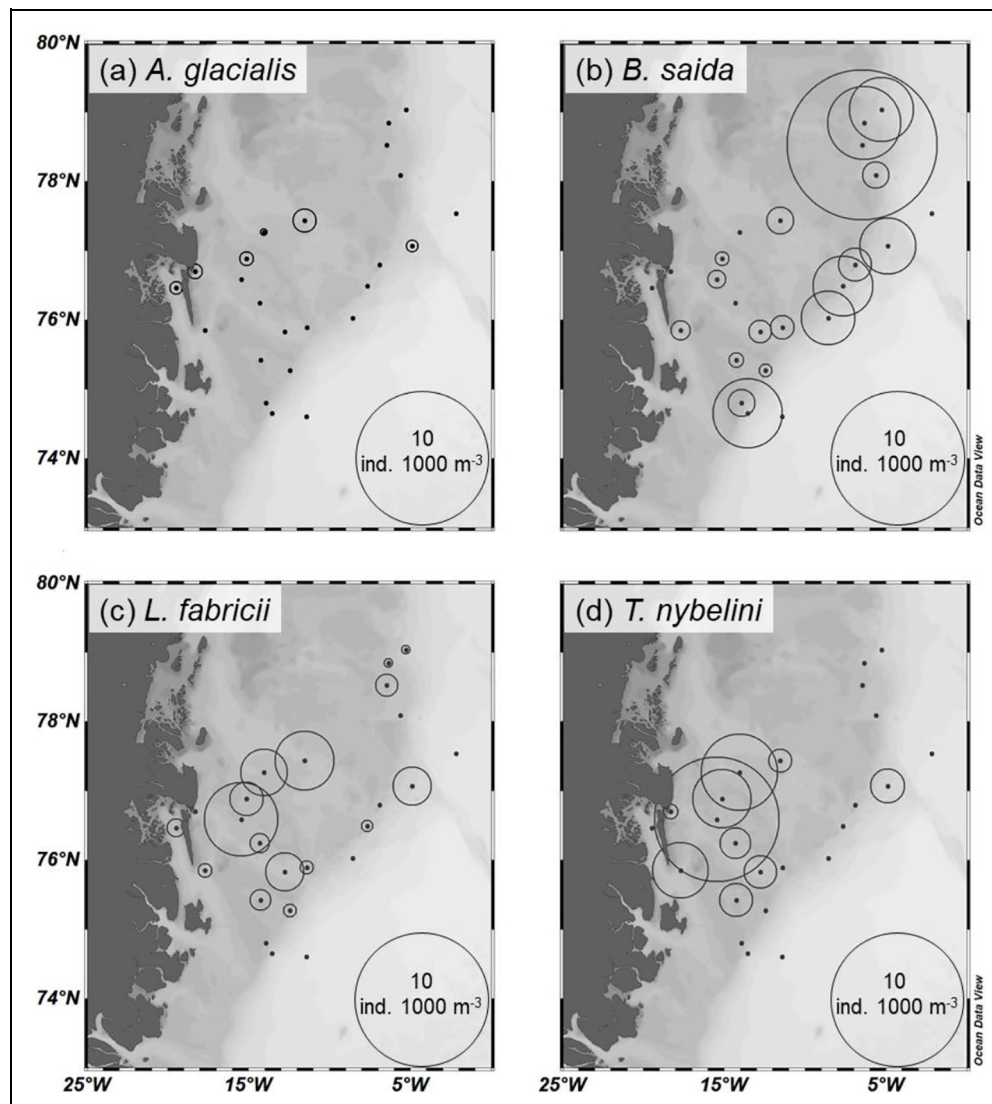 80°N
(a) A. glacialis
(b) B. saida
78°N
76°N
74°N
10
ind. 1000 m-3
10
ind. 1000 m-3
Ocean Data View
80°N
(c) L. fabricii
(d) T. nybelini
78°N
76°N
74°N
10
ind. 1000 m-3
10
ind. 1000 m-3
Ocean Data View
25°W 15°W 5°W 25°W 15°W 5°W